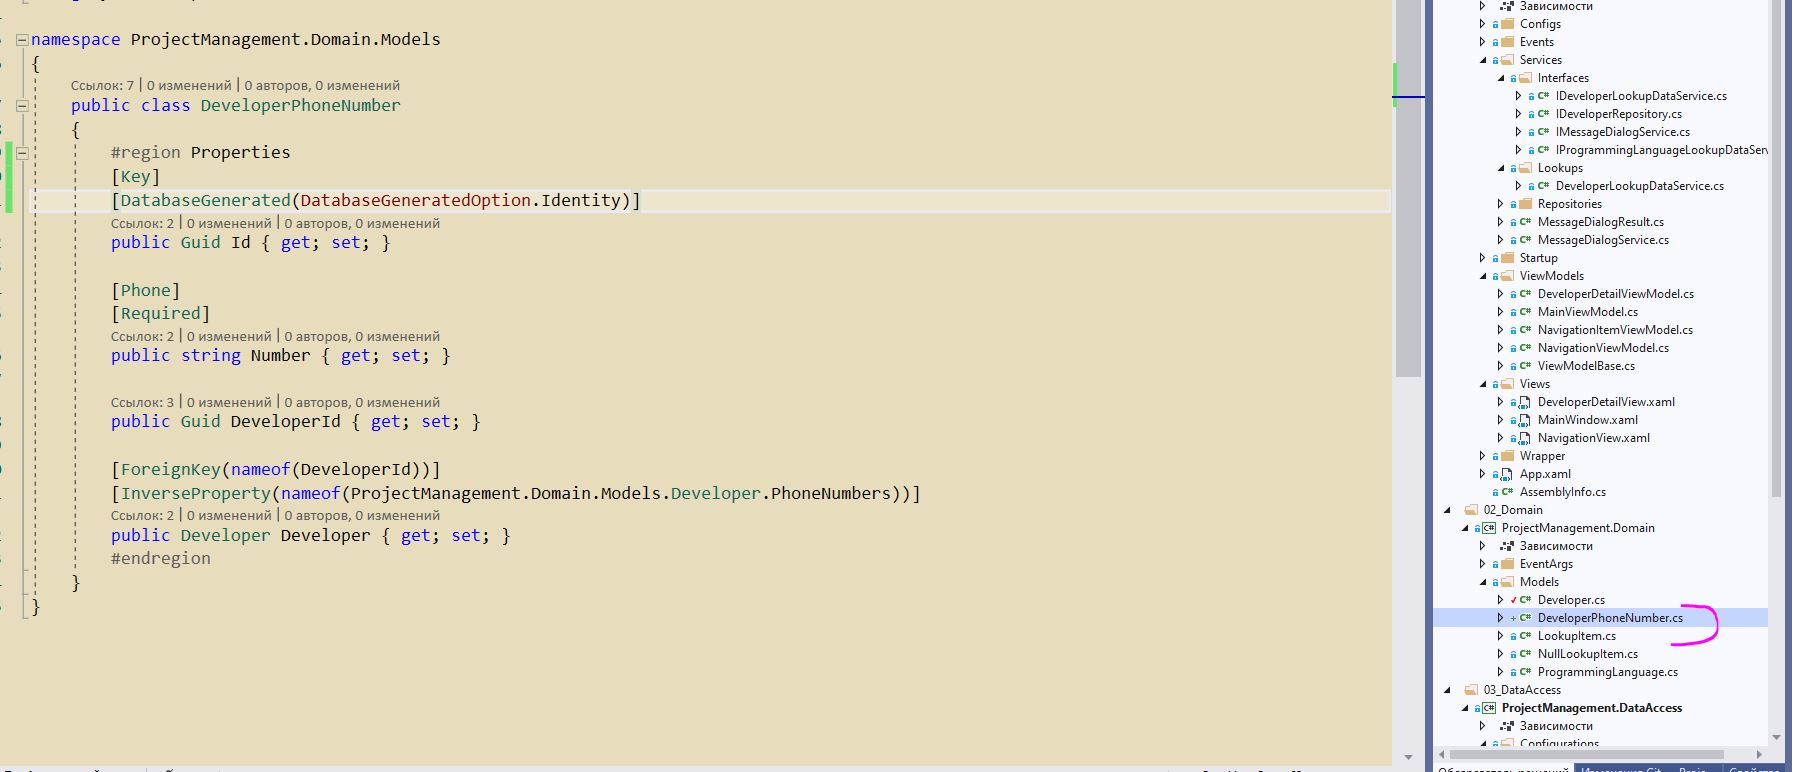 namespace ProjectManagement.Domain.Models
{
Ссылок: 7 | 0 изменений | 0 авторов, 0 изменений
public class DeveloperPhoneNumber
{
#region Properties
[Key]
[DatabaseGenerated(DatabaseGeneratedOption.Identity)]
Ссылок: 2 | 0 изменений | 0 авторов, 0 изменений
public Guid Id { get; set; }
[Phone]
[Required]
Ссылок: 2 | 0 изменений | 0 авторов, 0 изменений
public string Number { get; set; }
Ссылок: 3 | 0 изменений | 0 авторов, 0 изменений
public Guid DeveloperId { get; set; }
[ForeignKey(nameof(DeveloperId))]
[InverseProperty(nameof(ProjectManagement.Domain.Models.Developer.PhoneNumbers))]
Ссылок: 2 | 0 изменений | 0 авторов, 0 изменений
public Developer Developer { get; set; }
#endregion
}
}
Зависимости
Configs
Events
Services
Interfaces
C# IDeveloperLookupDataService.cs
C# IDeveloperRepository.cs
C# IMessageDialogService.cs
C# IProgrammingLanguageLookupDataServ
Lookups
C# DeveloperLookupDataService.cs
Repositories
C# MessageDialogResult.cs
C# MessageDialogService.cs
Startup
ViewModels
C# DeveloperDetailViewModel.cs
C# MainViewModel.cs
C# NavigationItemViewModel.cs
C# NavigationViewModel.cs
C# ViewModelBase.cs
Views
DeveloperDetailView.xaml
MainWindow.xaml
NavigationView.xaml
Wrapper
App.xaml
C# AssemblyInfo.cs
02_Domain
C# ProjectManagement.Domain
Зависимости
EventArgs
Models
C# Developer.cs
+ C# DeveloperPhoneNumber.cs
C# LookupItem.cs
C# NullLookupItem.cs
C# ProgrammingLanguage.cs
03_DataAccess
C# ProjectManagement.DataAccess
Зависимости
Configurations